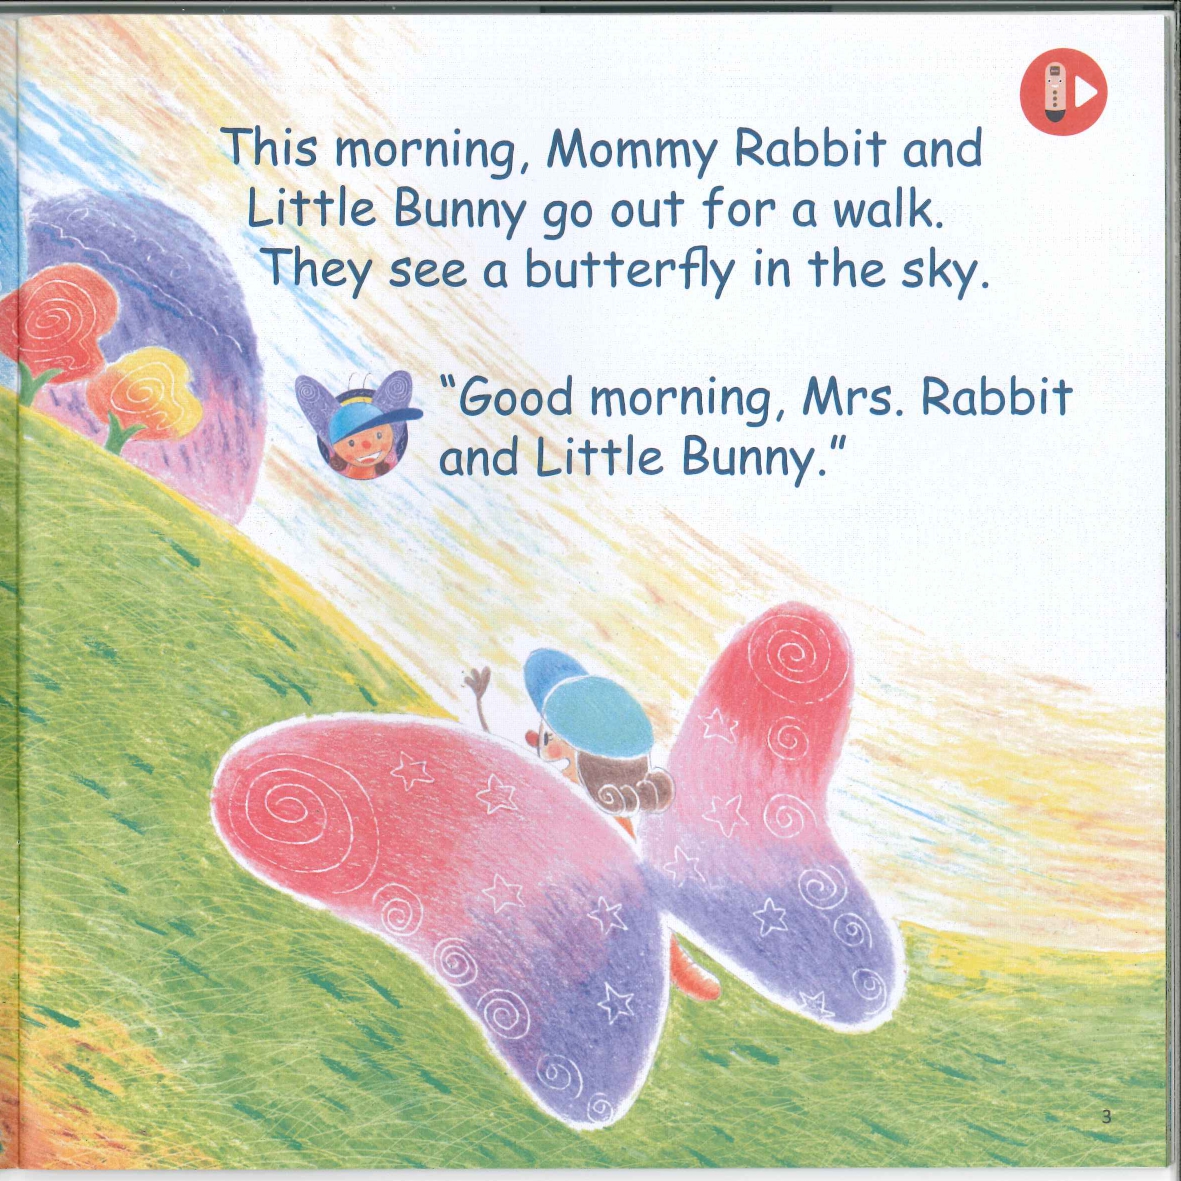 This morning, Mommy Rabbit and
Little Bunny go out for a walk.
They see a butterfly in the sky.
“Good morning, Mrs. Rabbit
and Little Bunny.”
3